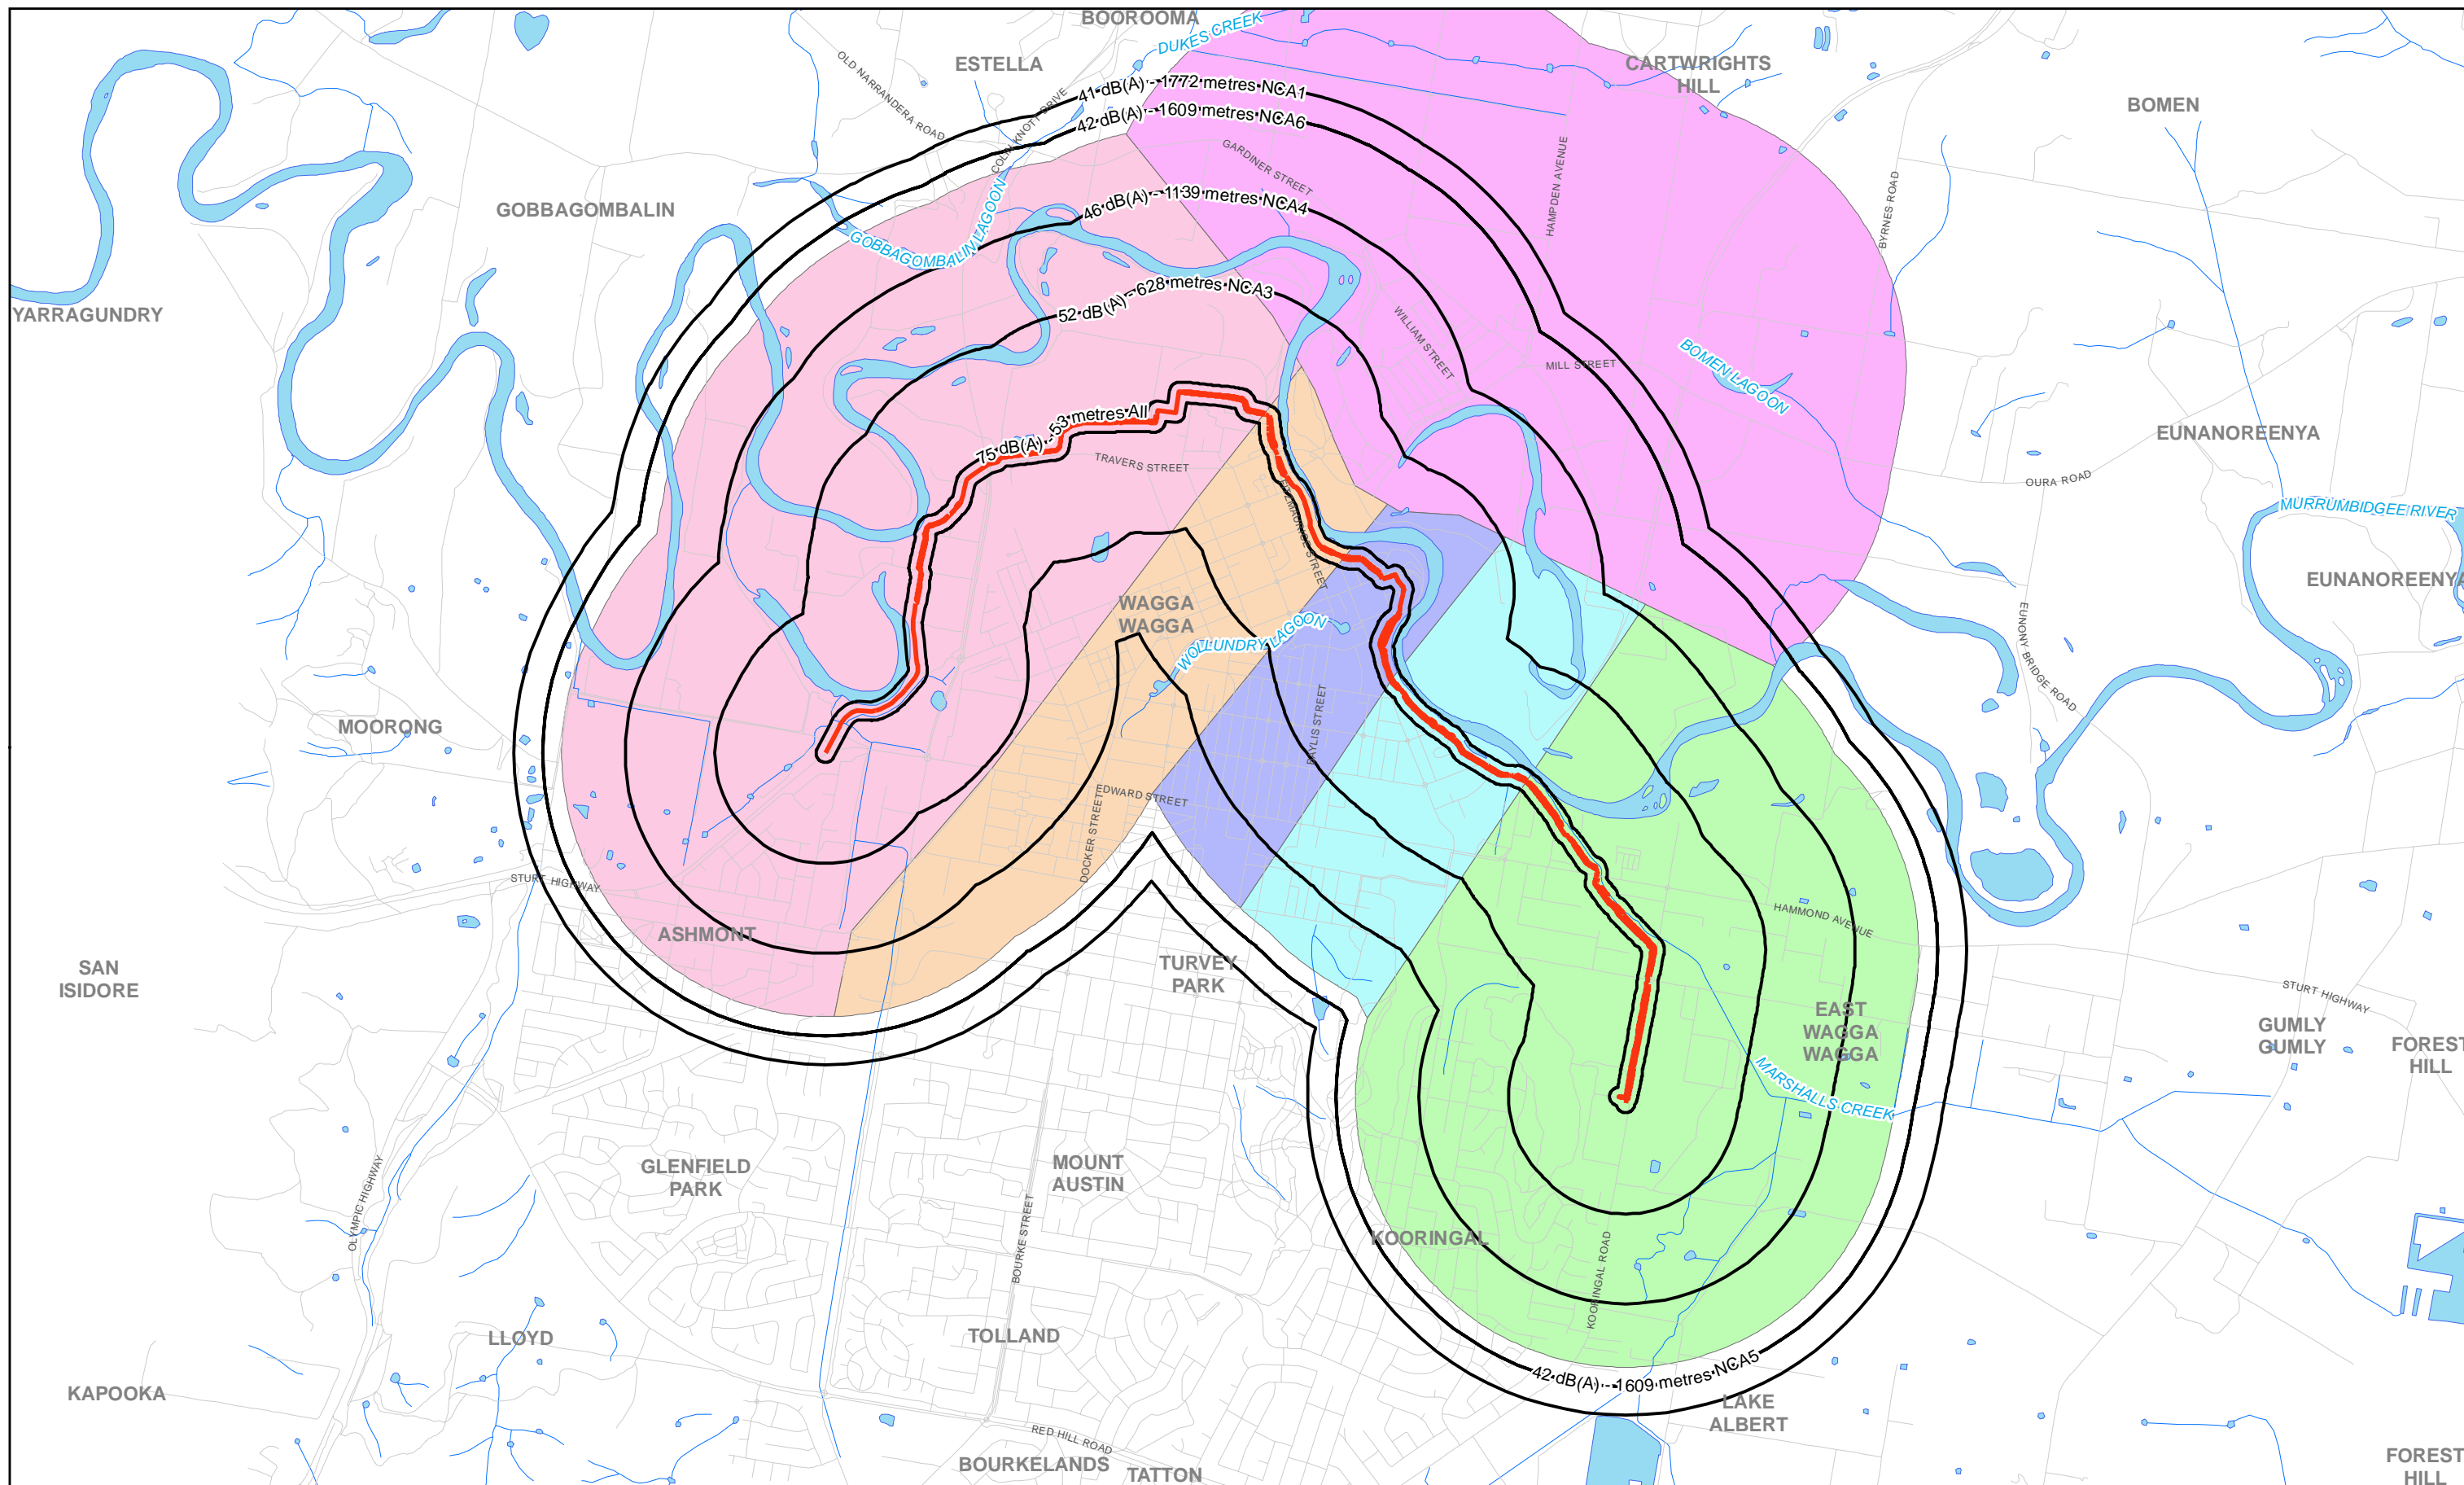 BOOROOMA
DUKES CREEK
ESTELLA
CARTWRIGHTS
HILL
OLD NARRANDERA ROAD
41 dB(A) - 1772 metres NCA1
BOMEN
COLIN KNOTT DRIVE
42 dB(A) - 1609 metres NCA6
GARDINER STREET
HAMPDEN AVENUE
BYRNES ROAD
GOBBAGOMBALIN
46 dB(A) - 1139 metres NCA4
GOBBAGOMBALIN LAGOON
YARRAGUNDRY
52 dB(A) - 628 metres NCA3
WILLIAM STREET
MILL STREET
BOMEN LAGOON
75 dB(A) - 53 metres All
TRAVERS STREET
EUNANOREENYA
OURA ROAD
MURRUMBIDGEE RIVER
FITZMAURICE STREET
EUNANOREENYA
WAGGA
WAGGA
WOLLUNDRY LAGOON
EUNONY BRIDGE ROAD
MOORONG
BAYLIS STREET
EDWARD STREET
DOCKER STREET
STURT HIGHWAY
HAMMOND AVENUE
ASHMONT
SAN
ISIDORE
TURVEY
PARK
STURT HIGHWAY
EAST
WAGGA
WAGGA
GUMLY
GUMLY
FOREST
HILL
MARSHALLS CREEK
GLENFIELD
PARK
MOUNT
AUSTIN
OLYMPIC HIGHWAY
BOURKE STREET
KOORINGAL
KOORINGAL ROAD
LLOYD
TOLLAND
42 dB(A) - 1609 metres NCA5
KAPOOKA
LAKE
ALBERT
RED HILL ROAD
BOURKELANDS
TATTON
FOREST
HILL